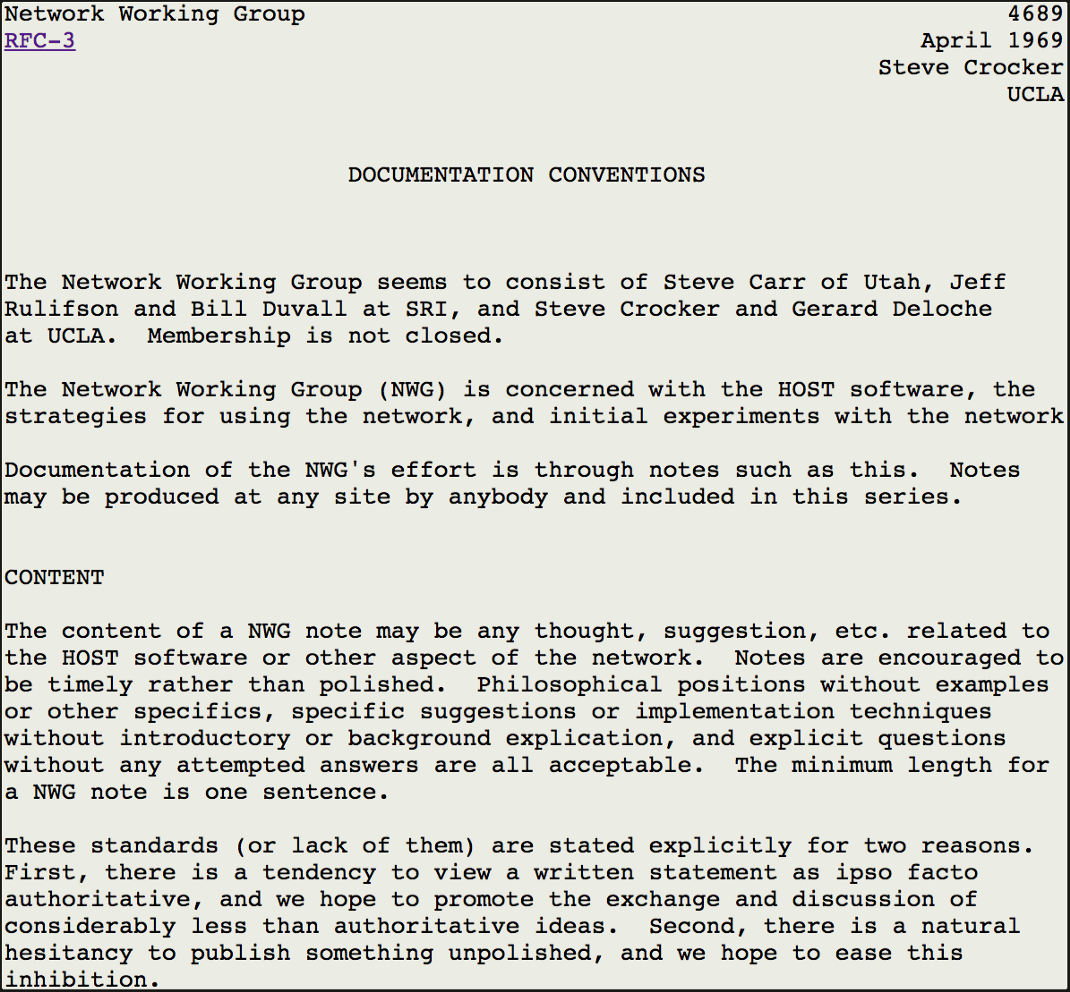 Network Working Group 4689
RFC-3 April 1969
Steve Crocker
UCLA
DOCUMENTATION CONVENTIONS
The Network Working Group seems to consist of Steve Carr of Utah, Jeff
Rulifson and Bill Duvall at SRI, and Steve Crocker and Gerard Deloche
at UCLA.  Membership is not closed.
The Network Working Group (NWG) is concerned with the HOST software, the
strategies for using the network, and initial experiments with the network
Documentation of the NWG's effort is through notes such as this.  Notes
may be produced at any site by anybody and included in this series.
CONTENT
The content of a NWG note may be any thought, suggestion, etc. related to
the HOST software or other aspect of the network.  Notes are encouraged to
be timely rather than polished.  Philosophical positions without examples
or other specifics, specific suggestions or implementation techniques
without introductory or background explication, and explicit questions
without any attempted answers are all acceptable.  The minimum length for
a NWG note is one sentence.
These standards (or lack of them) are stated explicitly for two reasons.
First, there is a tendency to view a written statement as ipso facto
authoritative, and we hope to promote the exchange and discussion of
considerably less than authoritative ideas.  Second, there is a natural
hesitancy to publish something unpolished, and we hope to ease this
inhibition.